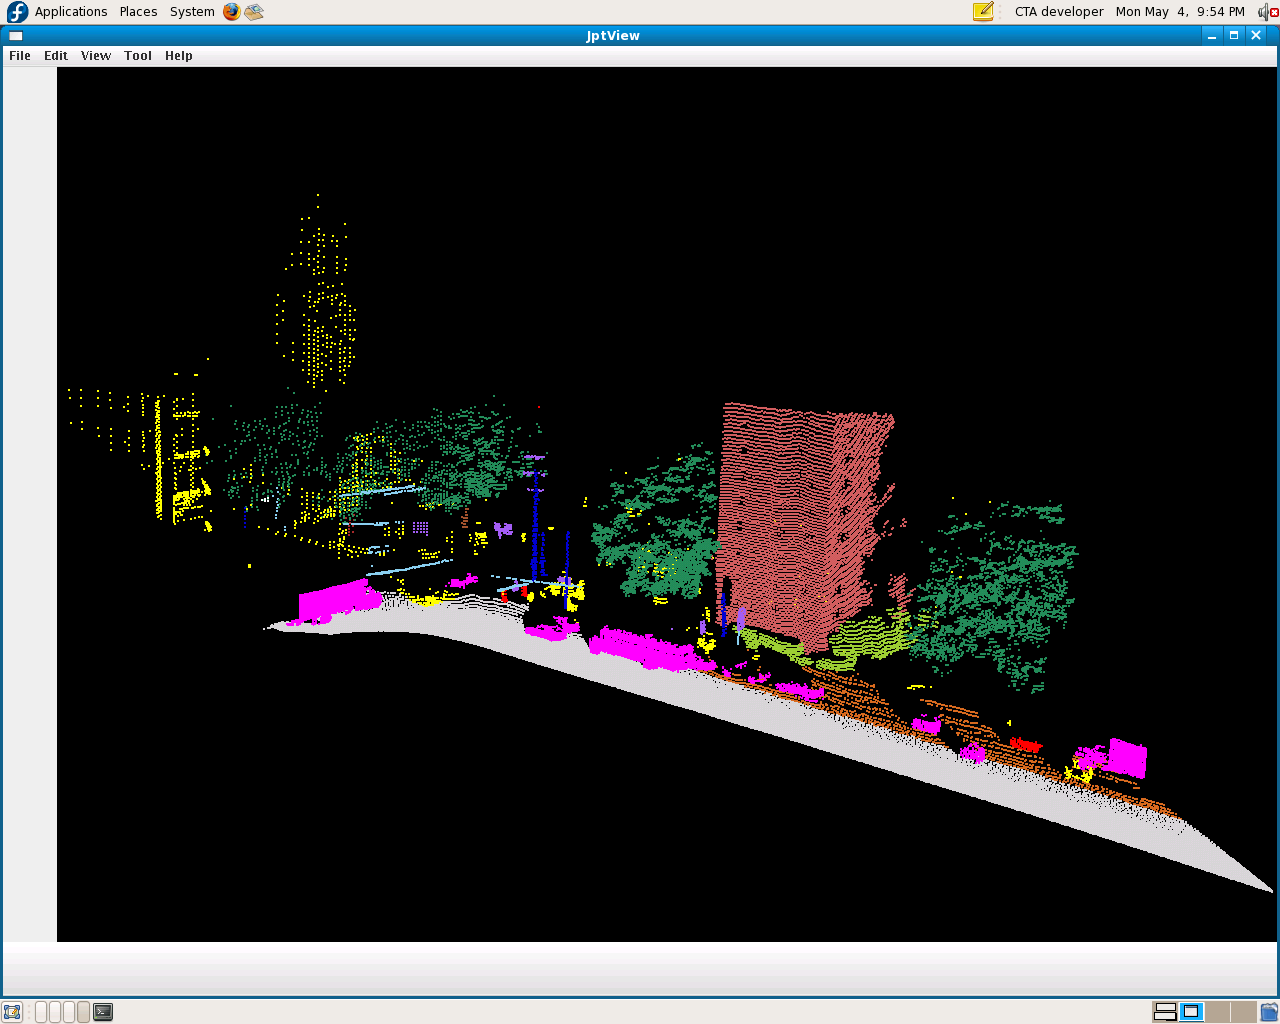 Applications Places System CTA developer Mon May 4, 9:54 PM
JptView
File Edit View Tool Help